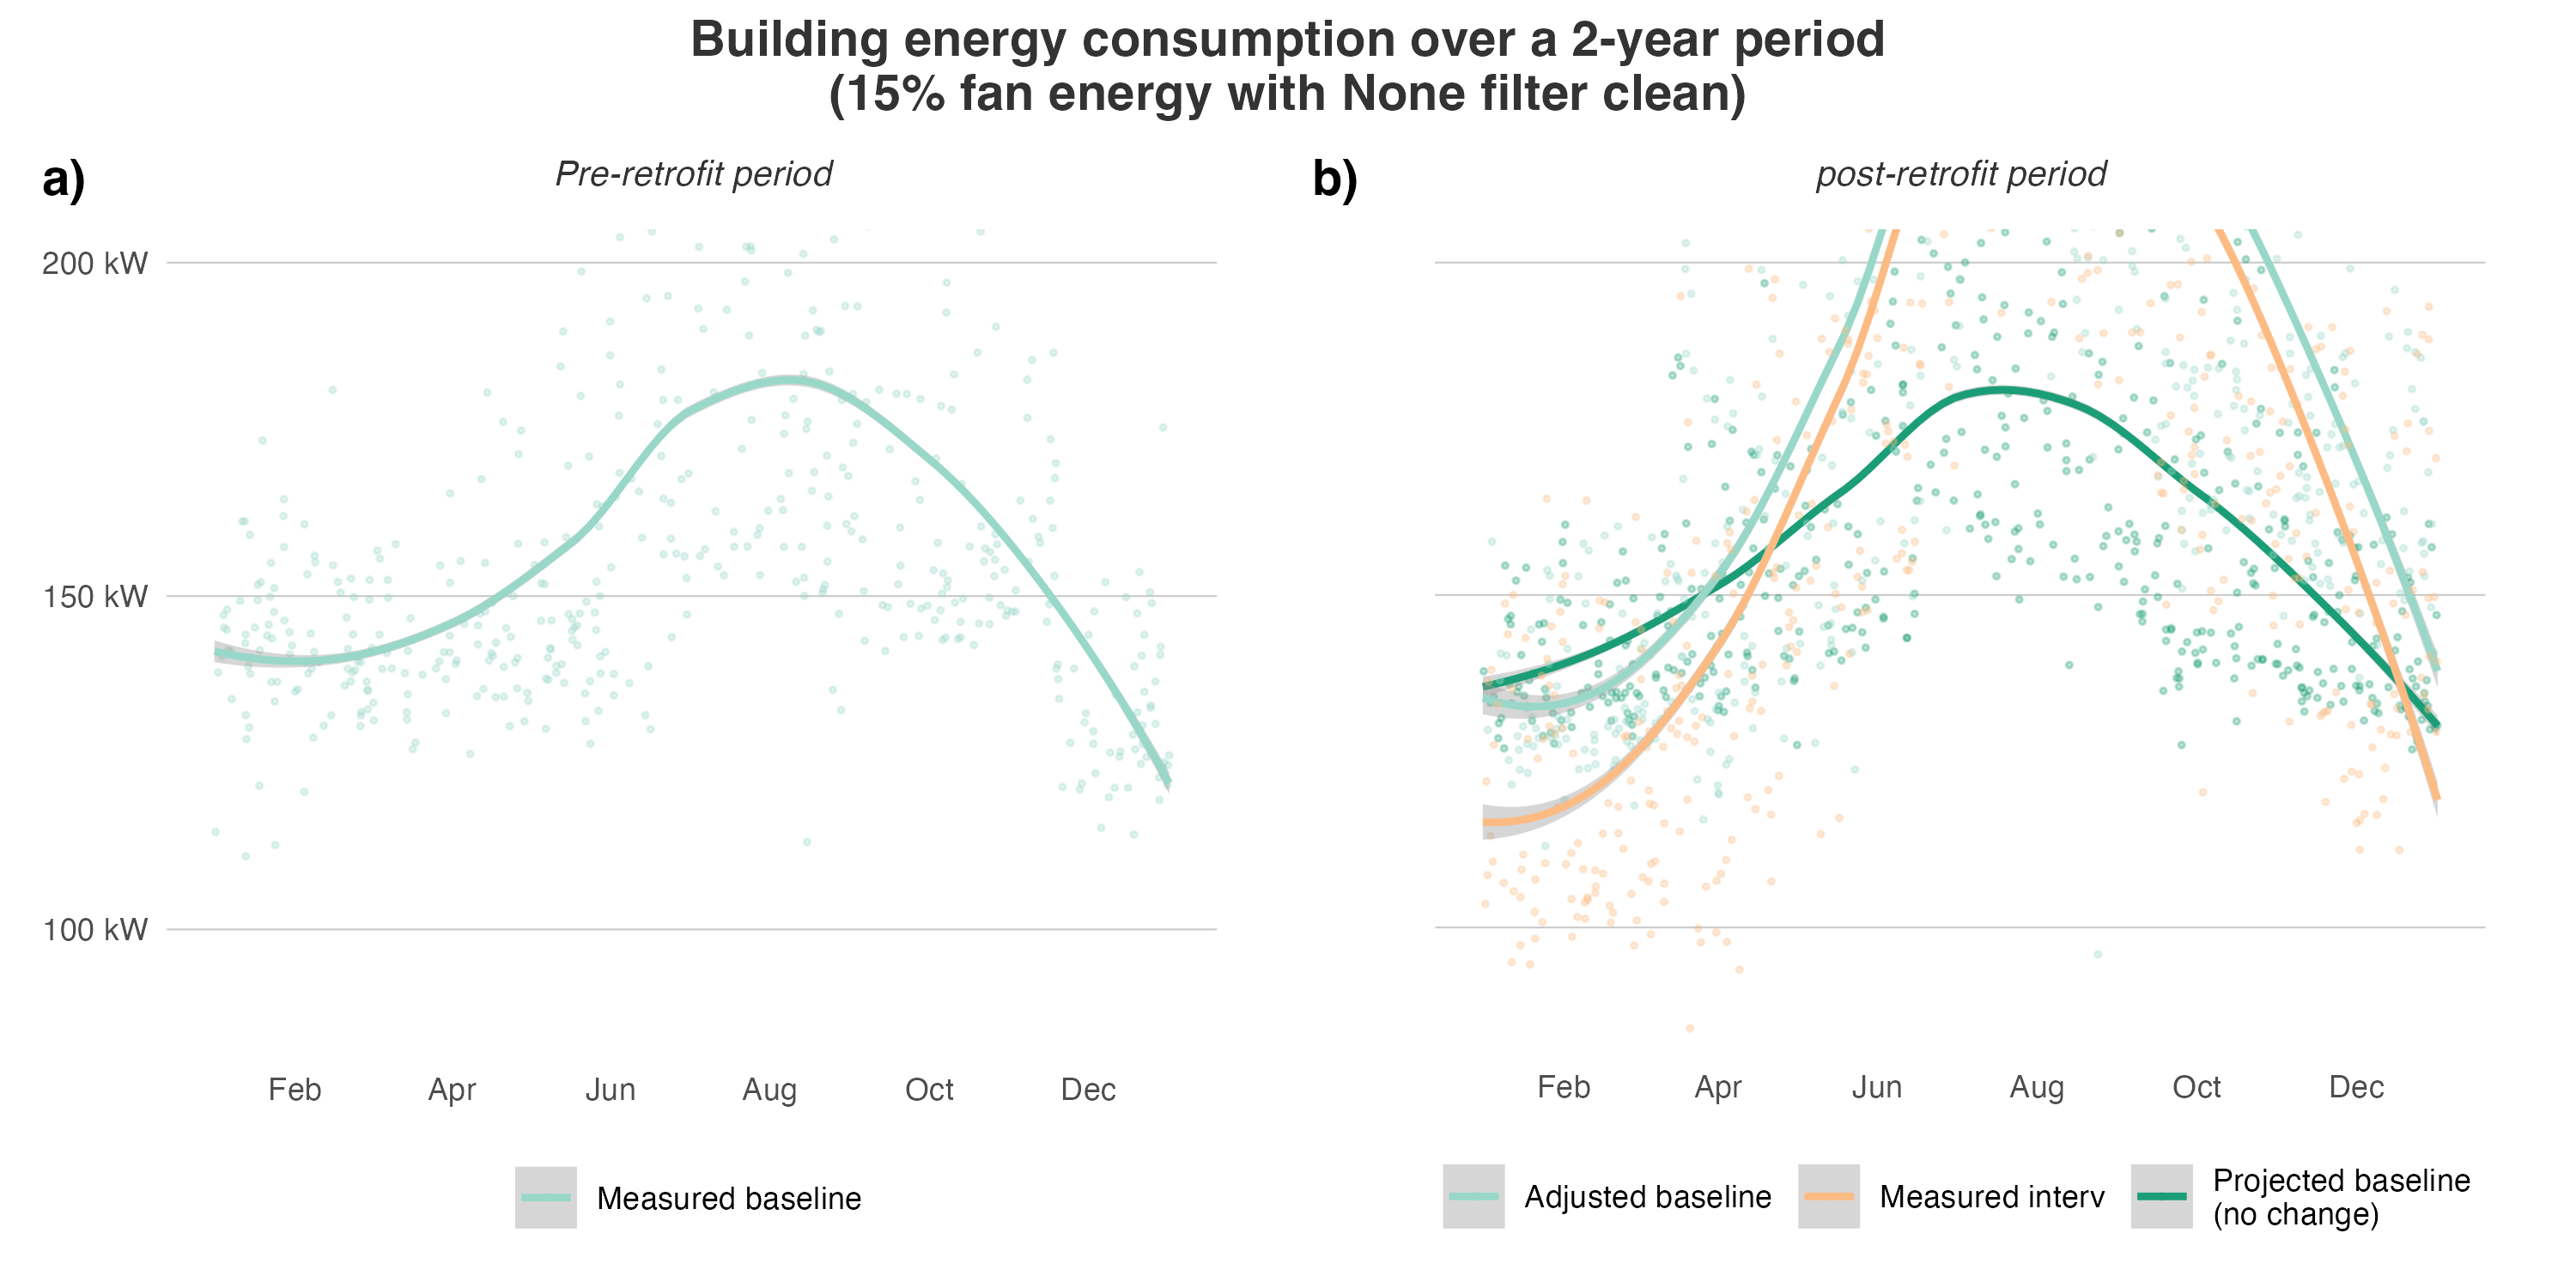 Building energy consumption over a 2-year period
(15% fan energy with None filter clean)
a)
Pre-retrofit period
200 kW
150 kW
100 kW
Feb Apr Jun Aug Oct Dec
Measured baseline
b)
post-retrofit period
Feb Apr Jun Aug Oct Dec
Adjusted baseline
Measured interv
Projected baseline
(no change)